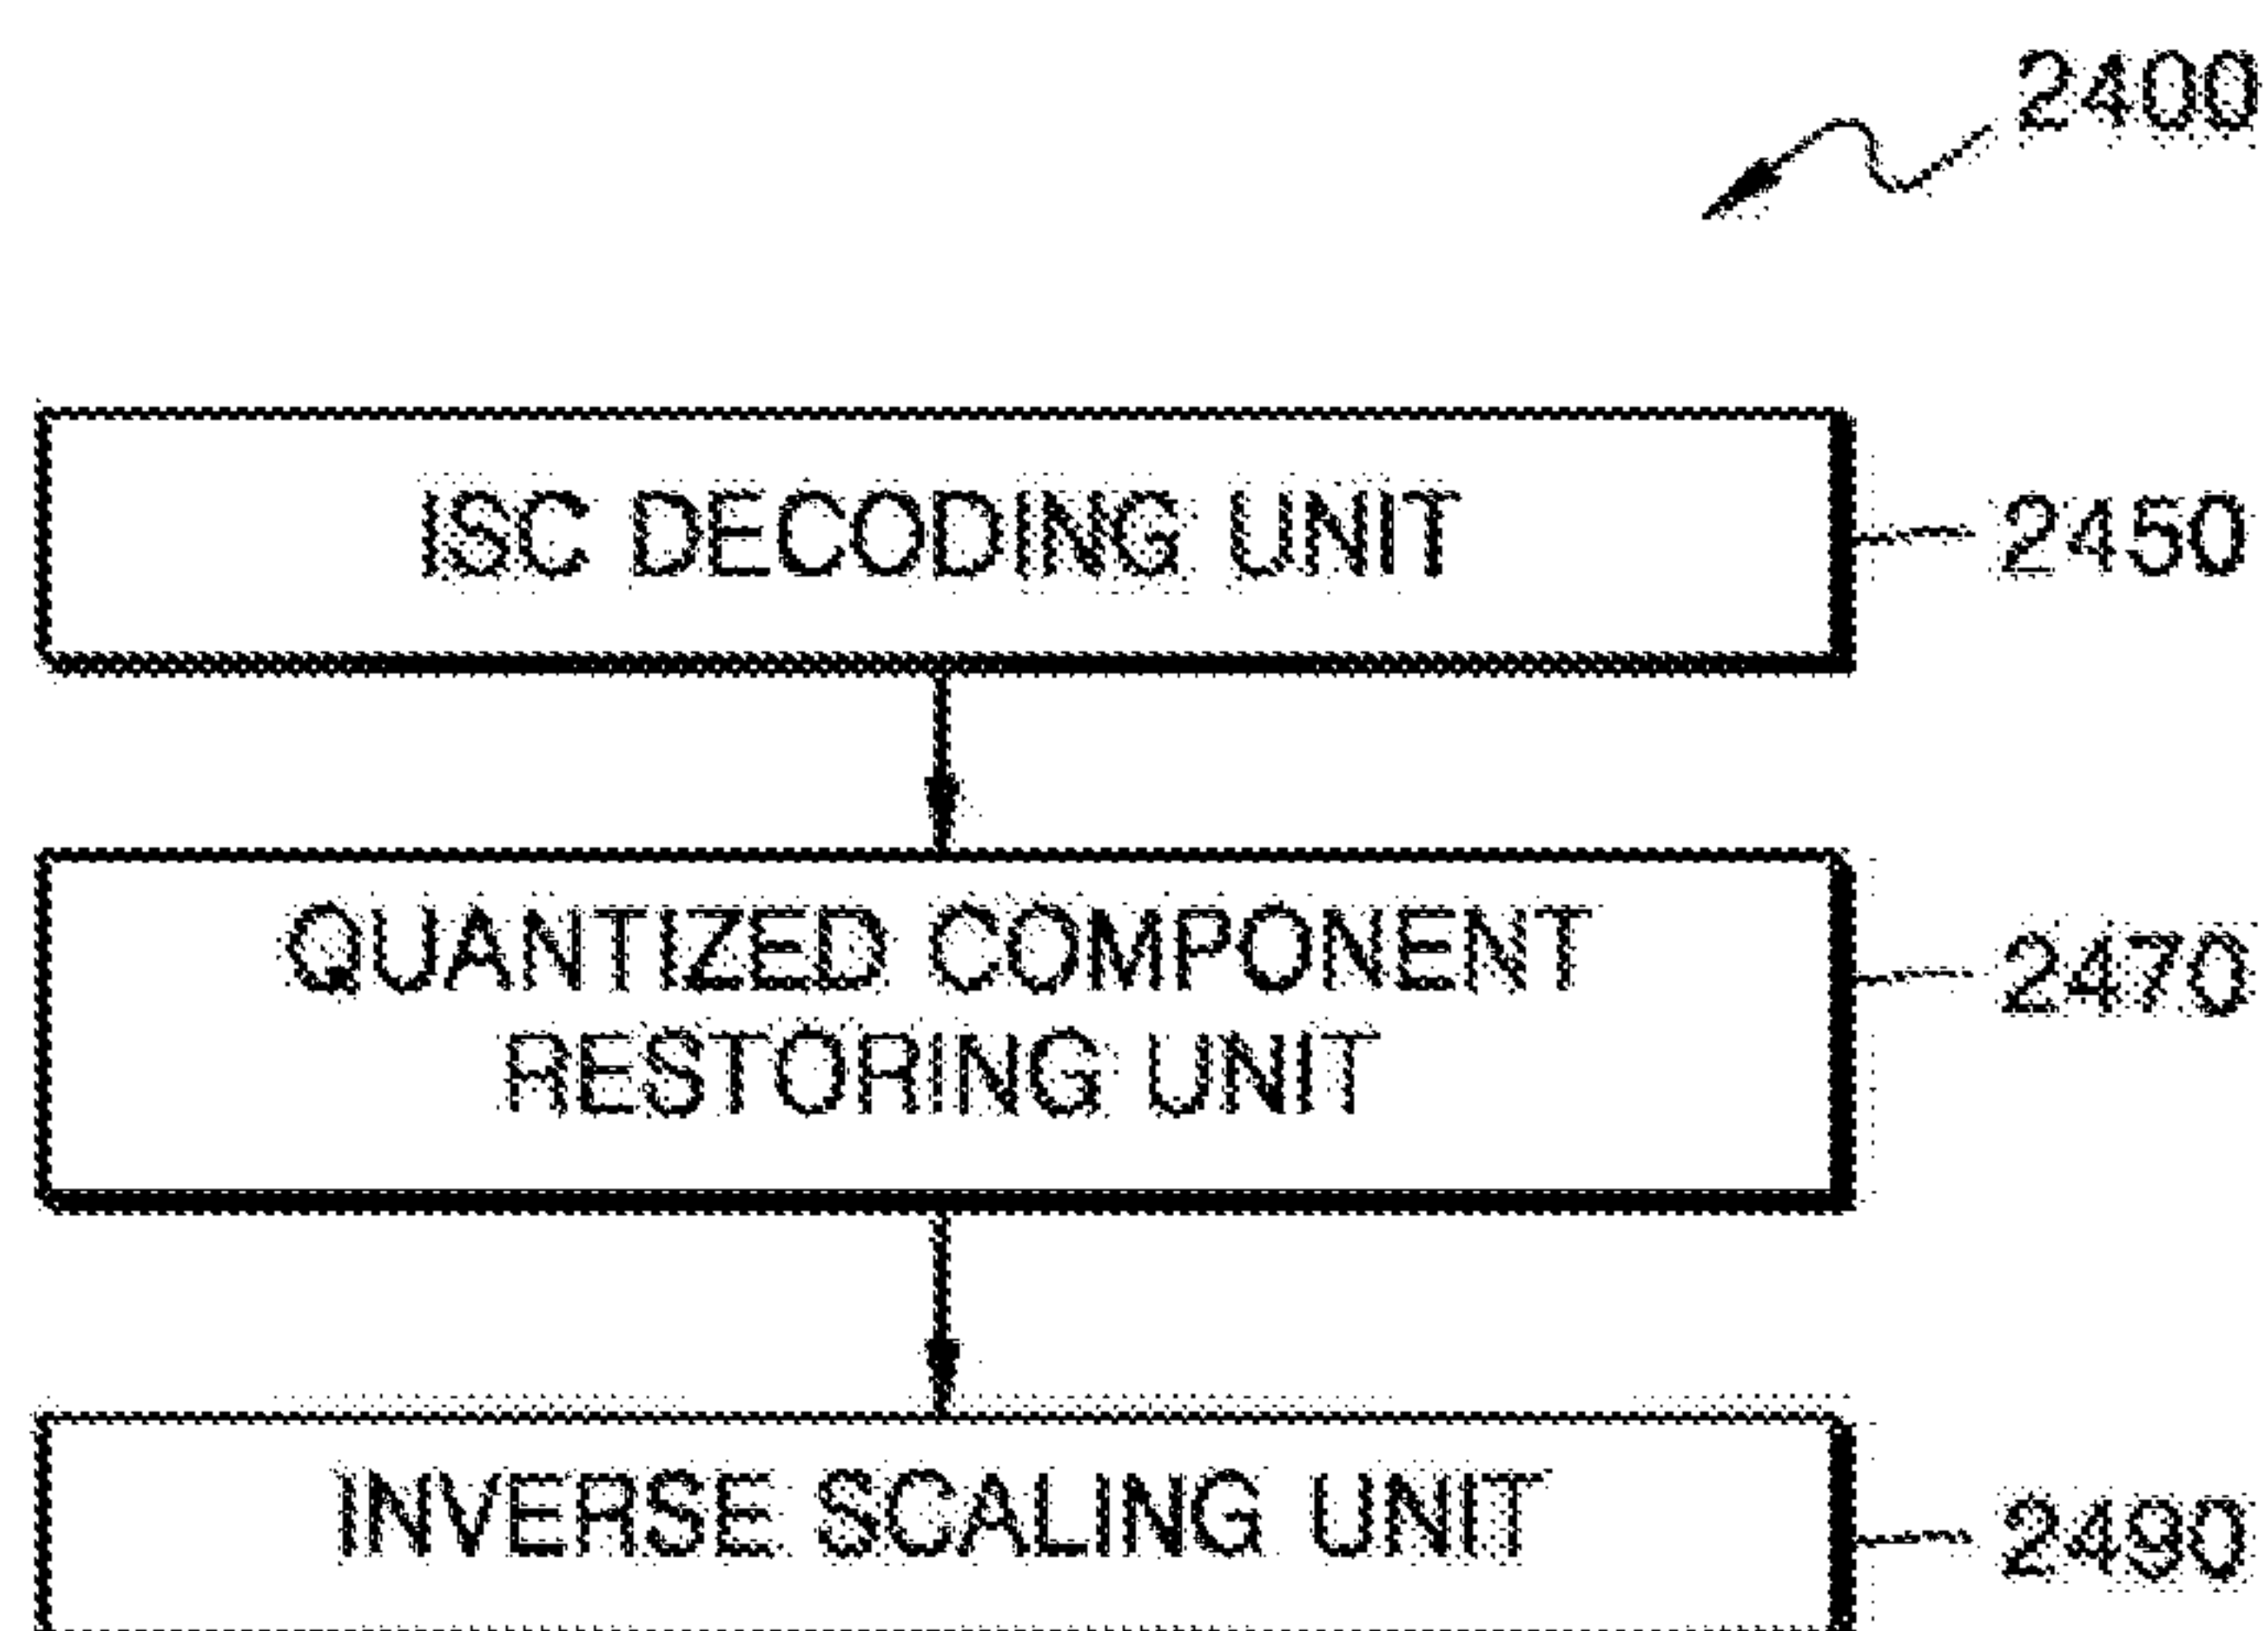 2400
ISC DECODING UNIT
2450
QUANTIZED COMPONENT
RESTORING UNIT
2470
INVERSE SCALING UNIT
2490